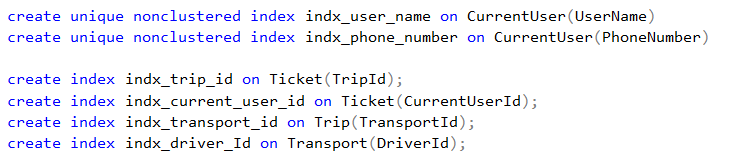 create unique nonclustered index indx_user_name on CurrentUser(UserName)
create unique nonclustered index indx_phone_number on CurrentUser(PhoneNumber)
create index indx_trip_id on Ticket(TripId);
create index indx_current_user_id on Ticket(CurrentUserId);
create index indx_transport_id on Trip(TransportId);
create index indx_driver_Id on Transport(DriverId);